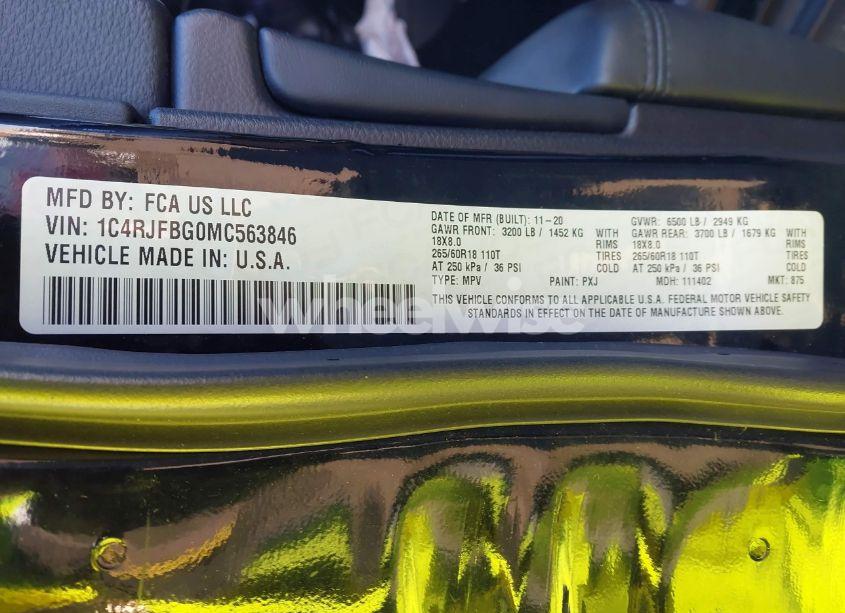 MFD BY: FCA US LLC
VIN: 1C4RJFBG0MC563846
VEHICLE MADE IN: U.S.A.
DATE OF MFR (BUILT): 11-20 GVWR: 6500 LB / 2949 KG
GAWR FRONT: 3200 LB / 1452 KG WITH GAWR REAR: 3700 LB / 1679 KG WITH
18X8.0 RIMS 18X8.0 RIMS
265/60R18 110T TIRES 265/60R18 110T TIRES
AT 250 kPa / 36 PSI COLD AT 250 kPa / 36 PSI COLD
TYPE: MPV PAINT: PXJ MDH: 111402 MKT: 875
THIS VEHICLE CONFORMS TO ALL APPLICABLE U.S.A. FEDERAL MOTOR VEHICLE SAFETY
STANDARDS IN EFFECT ON THE DATE OF MANUFACTURE SHOWN ABOVE.
wheelwise